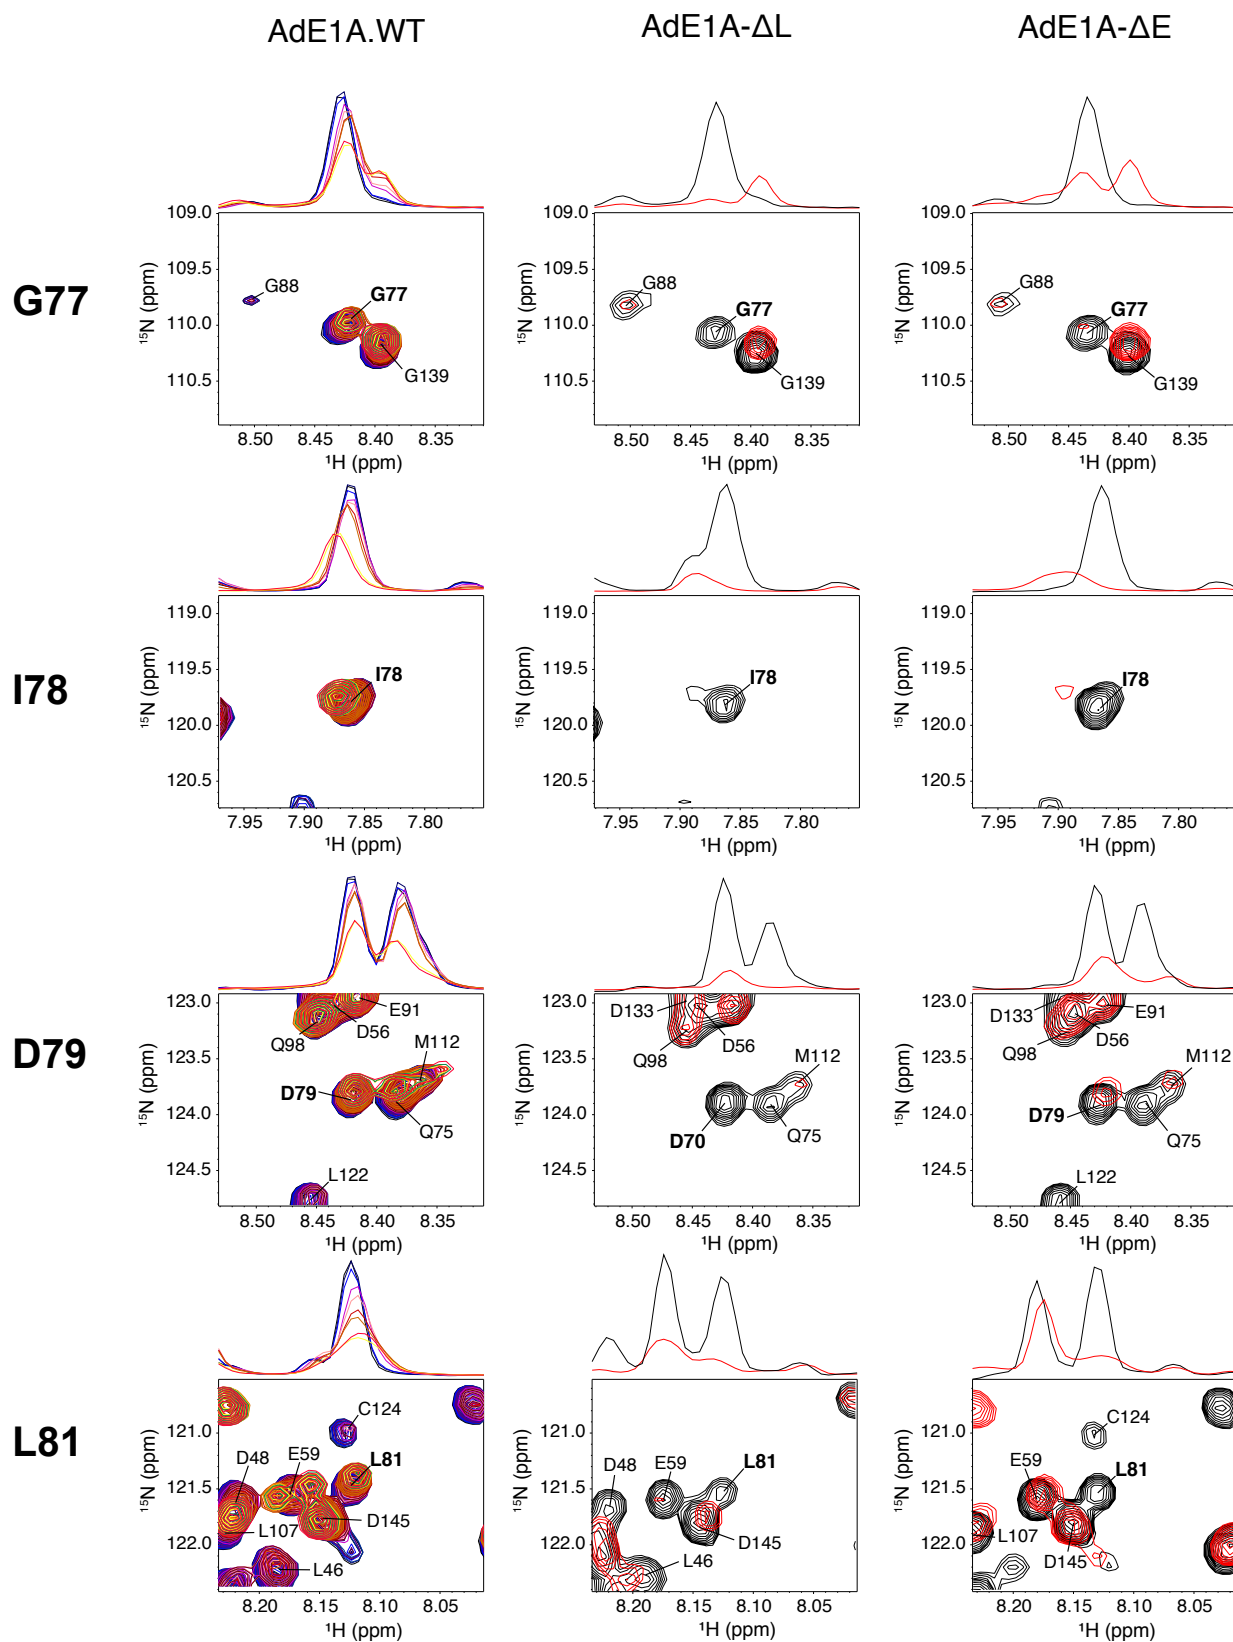 AdE1A.WT AdE1A-ΔL AdE1A-ΔE
G77
109.0 109.0 109.0
109.5 109.5 109.5
110.0 110.0 110.0
110.5 110.5 110.5
¹⁵N (ppm) ¹⁵N (ppm) ¹⁵N (ppm)
G88 G77 G139
G88 G77 G139
G88 G77 G139
8.50 8.45 8.40 8.35 8.50 8.45 8.40 8.35 8.50 8.45 8.40 8.35
¹H (ppm) ¹H (ppm) ¹H (ppm)
I78
119.0 119.0 119.0
119.5 119.5 119.5
120.0 120.0 120.0
120.5 120.5 120.5
¹⁵N (ppm) ¹⁵N (ppm) ¹⁵N (ppm)
I78 I78 I78
7.95 7.90 7.85 7.80 7.95 7.90 7.85 7.80 7.95 7.90 7.85 7.80
¹H (ppm) ¹H (ppm) ¹H (ppm)
D79
123.0 123.0 123.0
123.5 123.5 123.5
124.0 124.0 124.0
124.5 124.5 124.5
¹⁵N (ppm) ¹⁵N (ppm) ¹⁵N (ppm)
E91 D56 Q98 M112 D79 Q75 L122
D133 D56 Q98 M112 D70 Q75
D133 E91 D56 Q98 M112 D79 Q75 L122
8.50 8.45 8.40 8.35 8.50 8.45 8.40 8.35 8.50 8.45 8.40 8.35
¹H (ppm) ¹H (ppm) ¹H (ppm)
L81
121.0 121.0 121.0
121.5 121.5 121.5
122.0 122.0 122.0
¹⁵N (ppm) ¹⁵N (ppm) ¹⁵N (ppm)
C124 D48 E59 L81 D145 L107 L46
D48 E59 L81 D145 L46
C124 E59 L81 L107 D145
8.20 8.15 8.10 8.05 8.20 8.15 8.10 8.05 8.20 8.15 8.10 8.05
¹H (ppm) ¹H (ppm) ¹H (ppm)